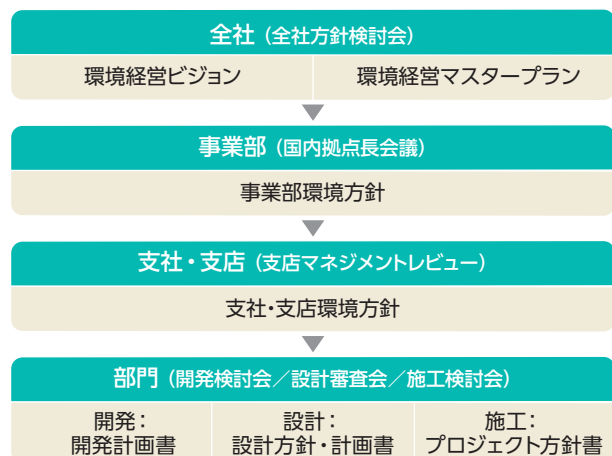 全社（全社方針検討会）
環境経営ビジョン 環境経営マスタープラン
事業部（国内拠点長会議）
事業部環境方針
支社・支店（支店マネジメントレビュー）
支社・支店環境方針
部門（開発検討会／設計審査会／施工検討会）
開発： 設計： 施工：
開発計画書 設計方針・計画書 プロジェクト方針書